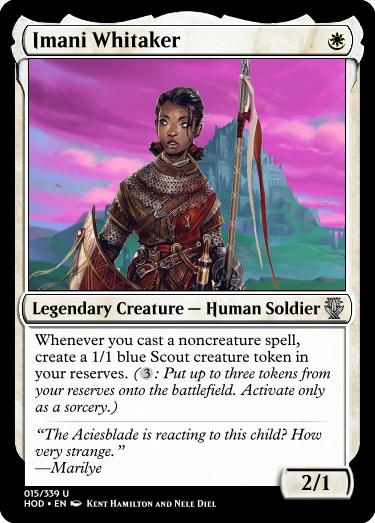 Imani Whitaker
Legendary Creature — Human Soldier
Whenever you cast a noncreature spell,
create a 1/1 blue Scout creature token in
your reserves. (3: Put up to three tokens from
your reserves onto the battlefield. Activate only
as a sorcery.)
“The Aciesblade is reacting to this child? How
very strange.”
—Marilye
2/1
015/339 U
HOD • EN Kent Hamilton and Nele Diel